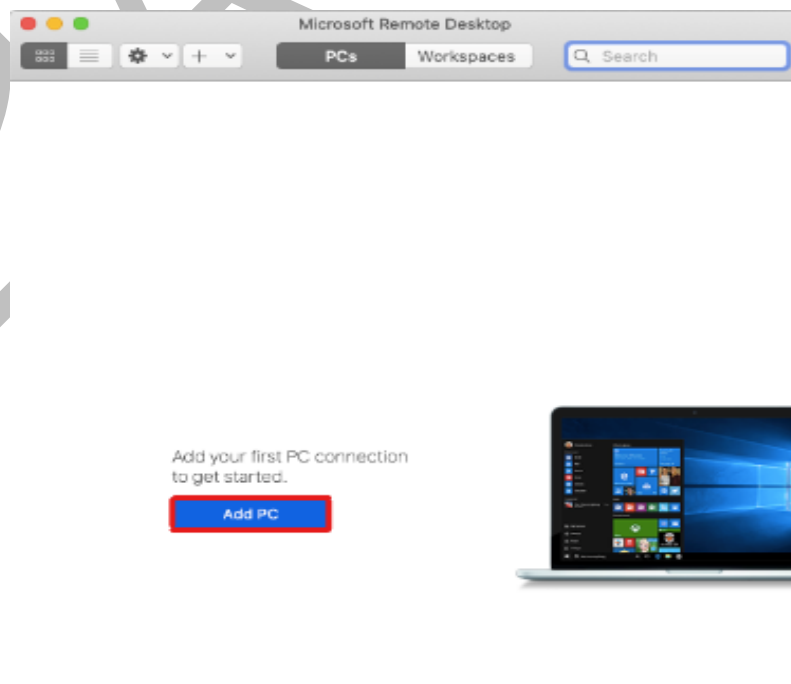 Microsoft Remote Desktop
PCs
Workspaces
Search
Add your first PC connection
to get started.
Add PC